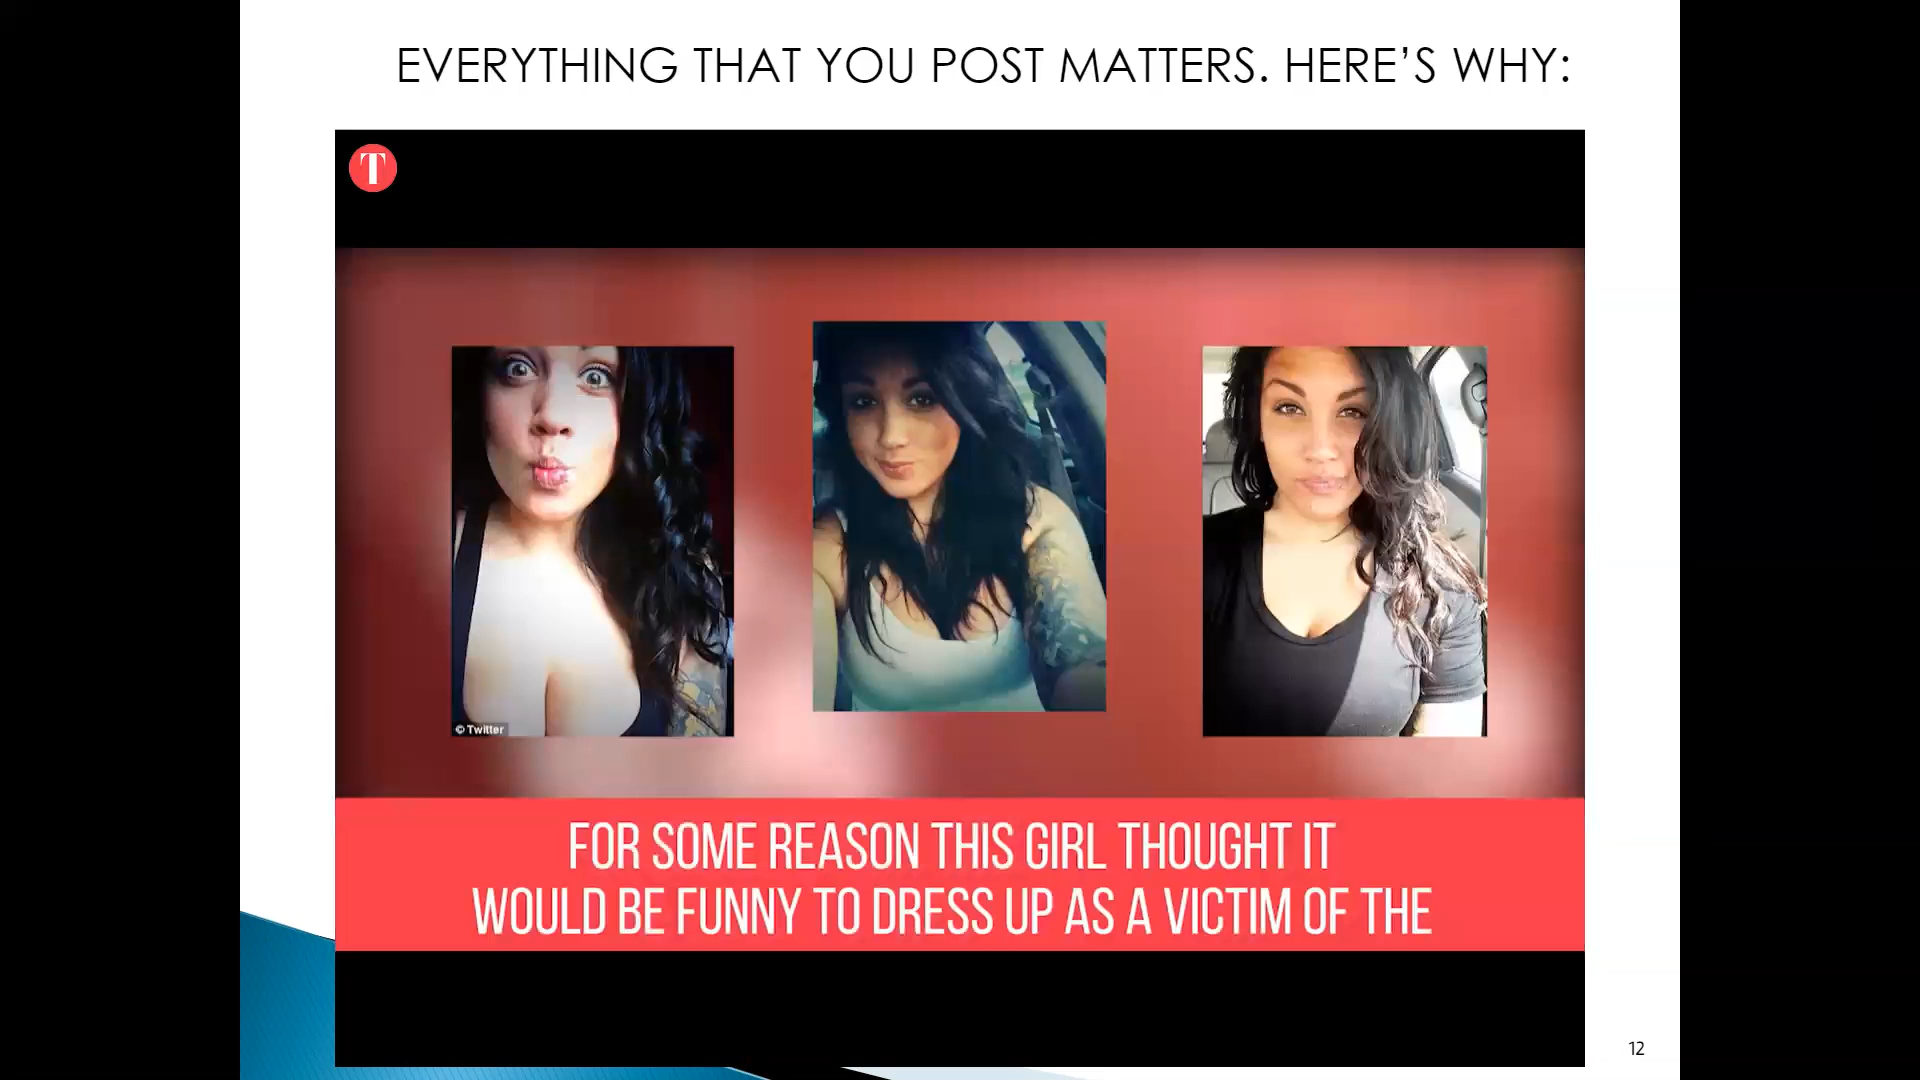 EVERYTHING THAT YOU POST MATTERS. HERE’S WHY:
T
© Twitter
FOR SOME REASON THIS GIRL THOUGHT IT
WOULD BE FUNNY TO DRESS UP AS A VICTIM OF THE
12